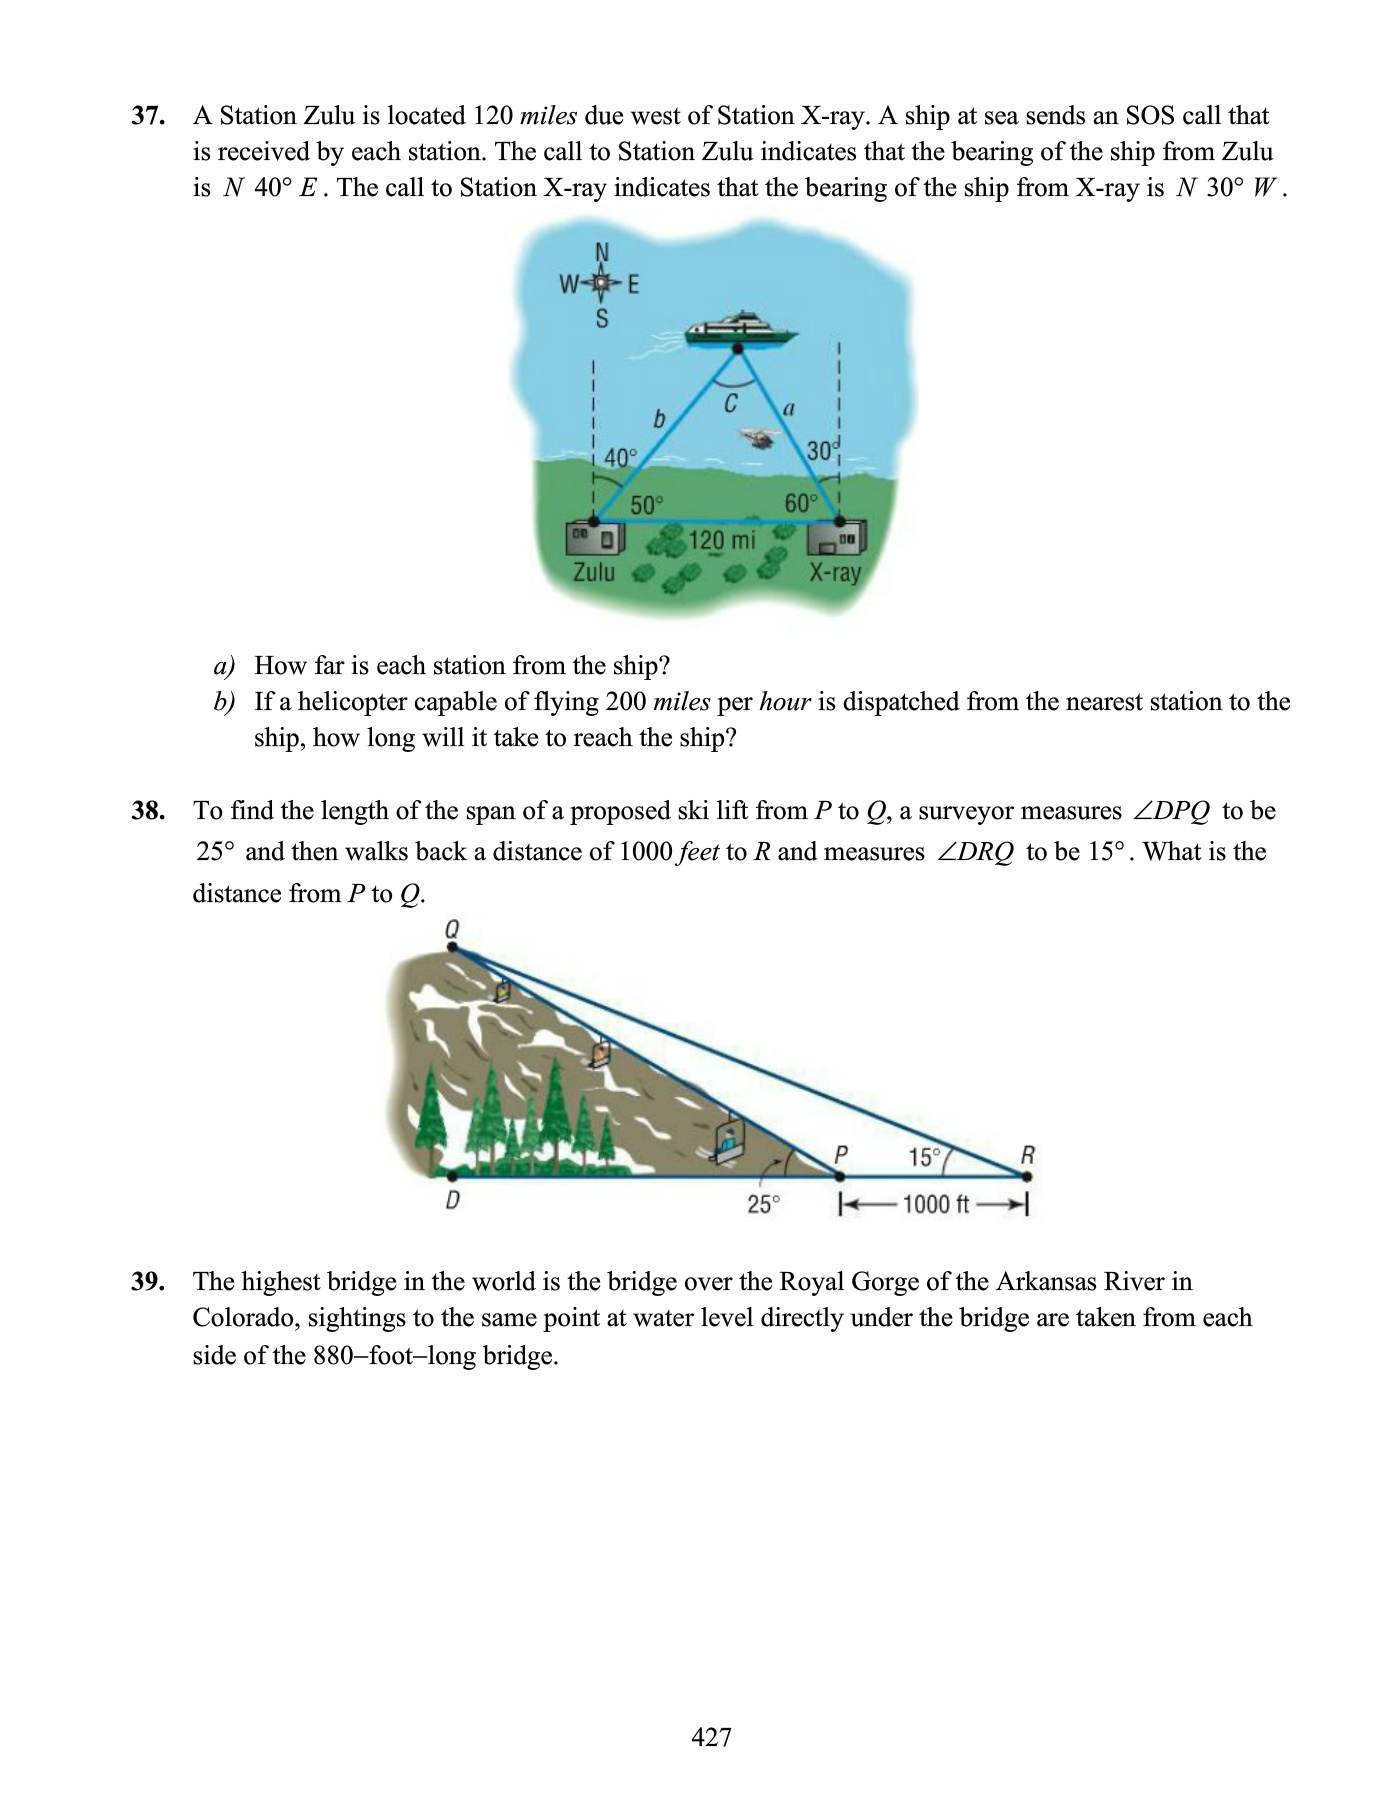 37. A Station Zulu is located 120 miles due west of Station X-ray. A ship at sea sends an SOS call that
is received by each station. The call to Station Zulu indicates that the bearing of the ship from Zulu
is N 40° E. The call to Station X-ray indicates that the bearing of the ship from X-ray is N 30° W.
N
W E
S
C
b a
40° 30°
50° 60°
120 mi
Zulu X-ray
a) How far is each station from the ship?
b) If a helicopter capable of flying 200 miles per hour is dispatched from the nearest station to the
ship, how long will it take to reach the ship?
38. To find the length of the span of a proposed ski lift from P to Q, a surveyor measures ∠DPQ to be
25° and then walks back a distance of 1000 feet to R and measures ∠DRQ to be 15°. What is the
distance from P to Q.
Q
P 15° R
D 25° 1000 ft
39. The highest bridge in the world is the bridge over the Royal Gorge of the Arkansas River in
Colorado, sightings to the same point at water level directly under the bridge are taken from each
side of the 880–foot–long bridge.
427